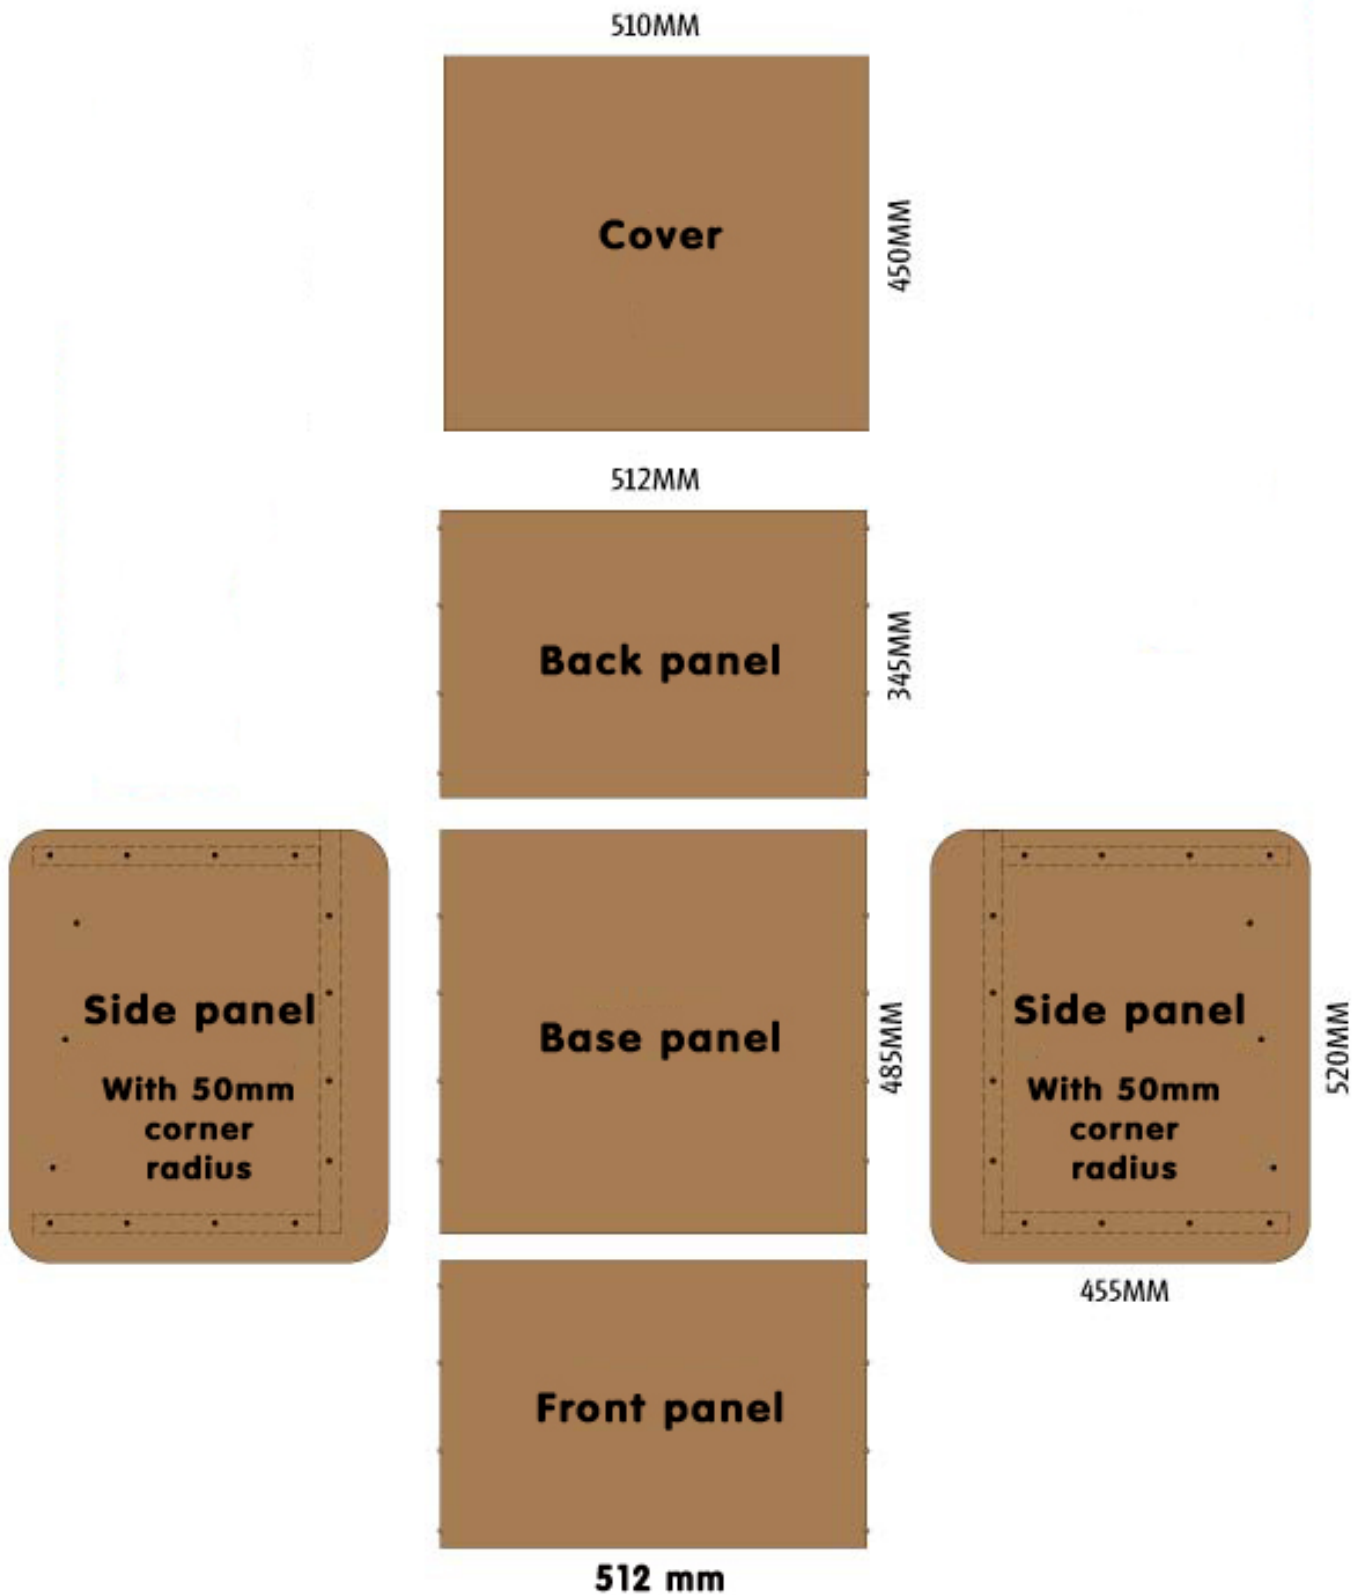 510MM
Cover
450MM
512MM
Back panel
345MM
Side panel
With 50mm
corner
radius
Base panel
485MM
Side panel
With 50mm
corner
radius
520MM
455MM
Front panel
512 mm